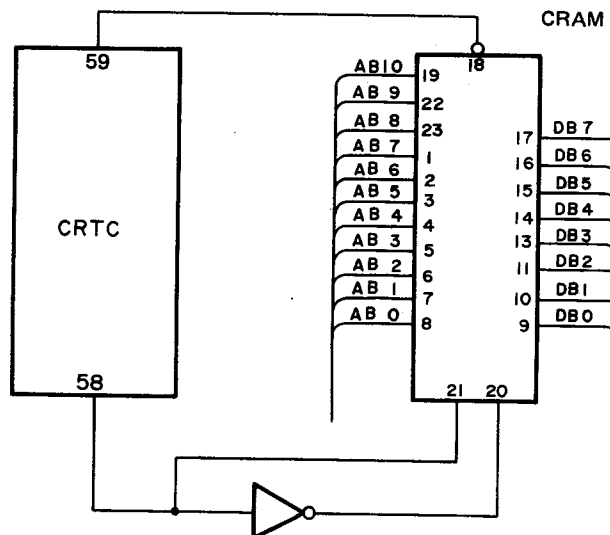 CRAM
59
18
AB10 19
AB 9 22
AB 8 23
17 DB7
AB 7 1
16 DB6
AB 6 2
15 DB5
AB 5 3
14 DB4
AB 4 4
CRTC
13 DB3
AB 3 5
11 DB2
AB 2 6
AB 1 7
10 DB1
AB 0 8
9 DB0
58
21 20